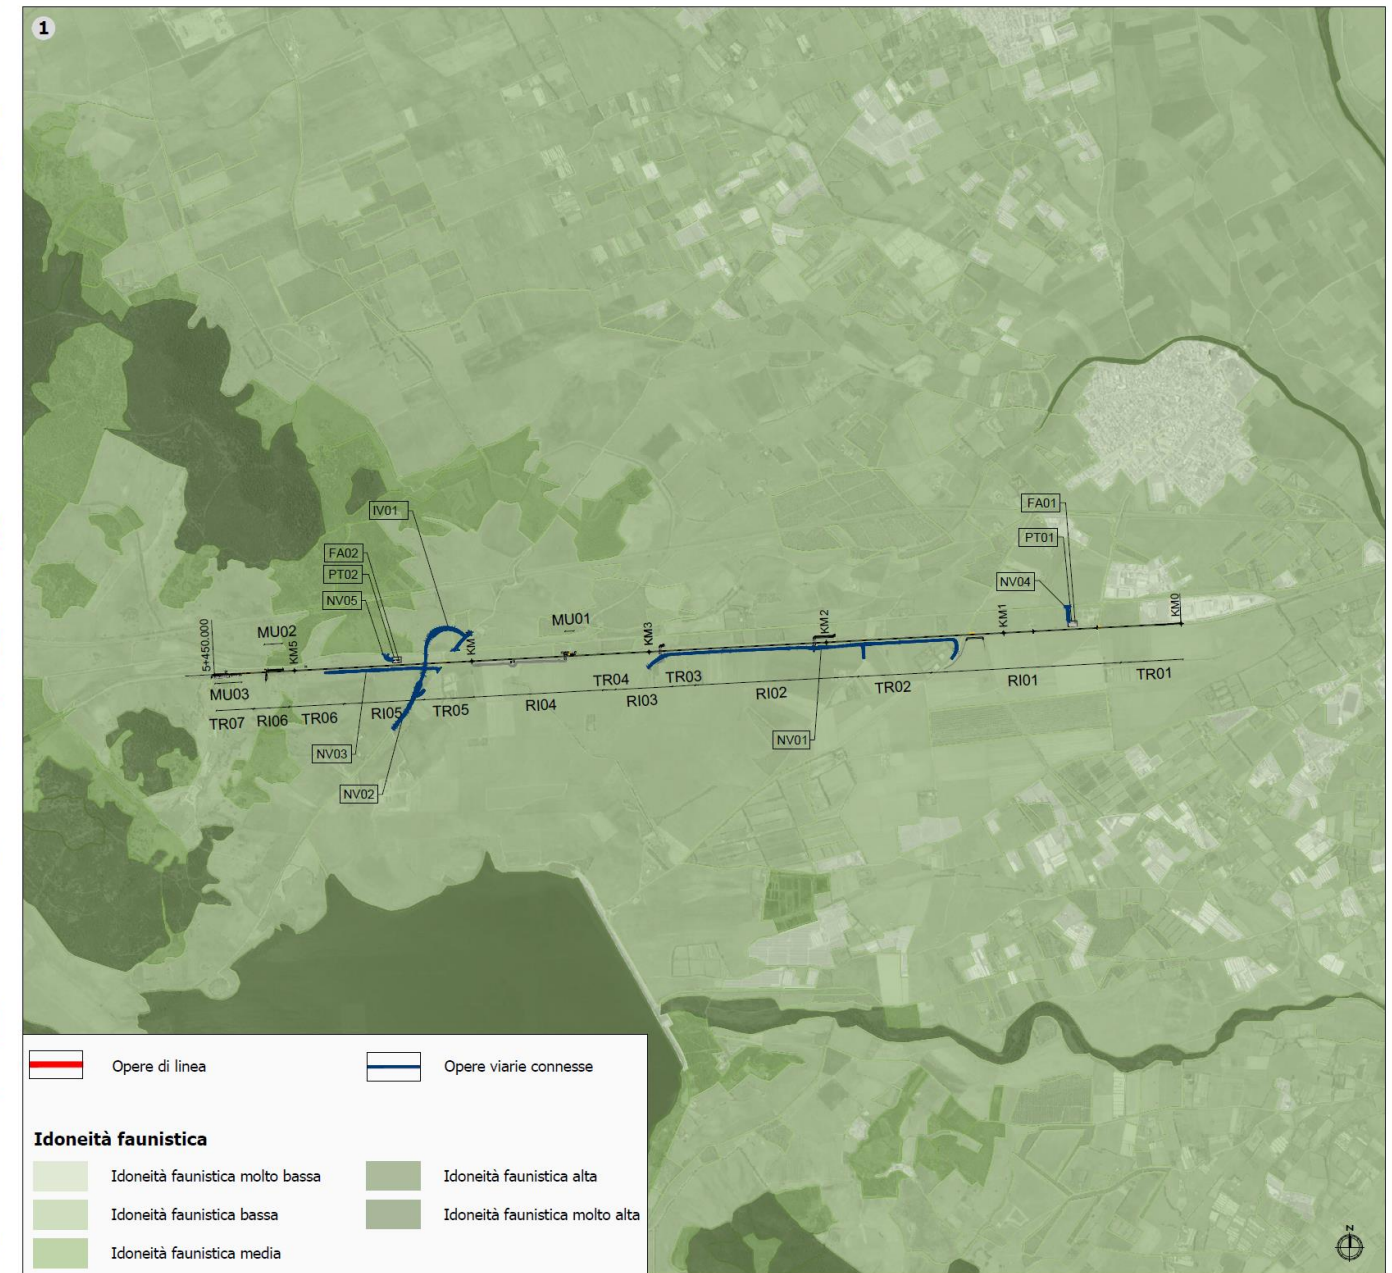 1
IV01
FA02
PT02
NV05
FA01
PT01
NV04
5+450.000
MU02
KM5
KM
MU01
KM3
KM2
KM1
KM0
MU03
TR07
RI06
TR06
RI05
TR05
RI04
TR04
RI03
TR03
RI02
TR02
RI01
TR01
NV03
NV02
NV01
Opere di linea
Opere viarie connesse
Idoneità faunistica
Idoneità faunistica molto bassa
Idoneità faunistica alta
Idoneità faunistica bassa
Idoneità faunistica molto alta
Idoneità faunistica media
N